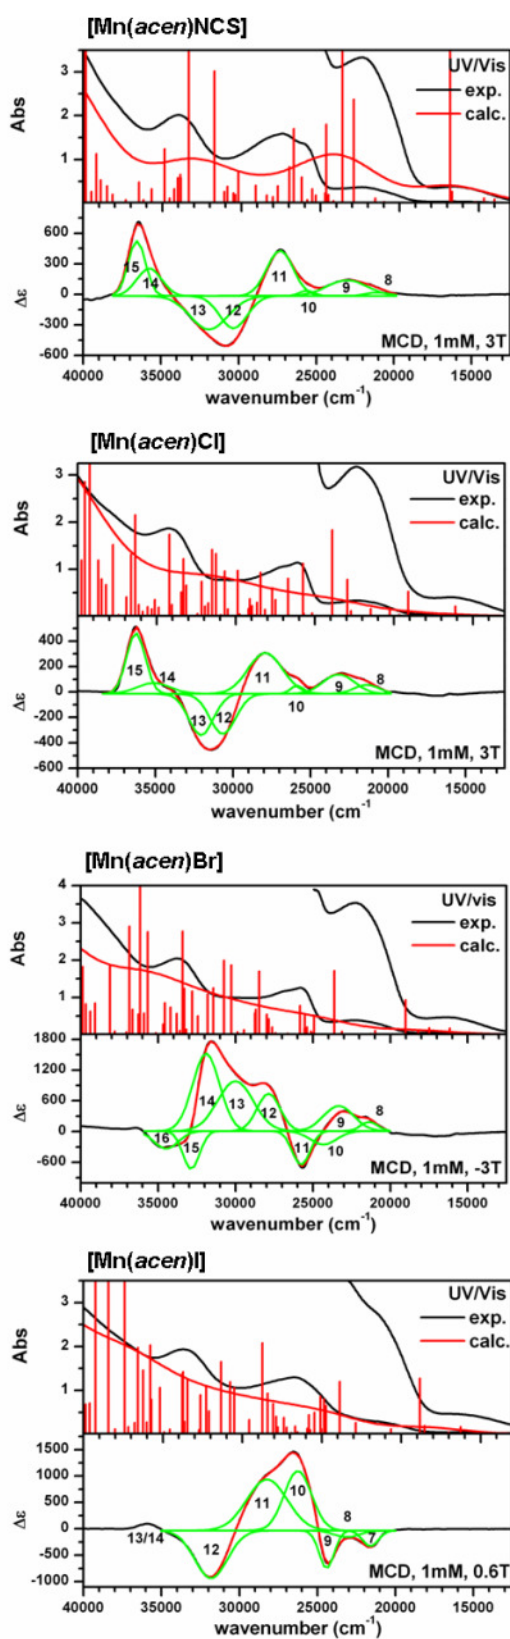 [Mn(acen)NCS]
UV/Vis
exp.
calc.
Abs
3
2
1
0
600
300
0
-300
-600
Δε
15
14
13
12
11
10
9
8
MCD, 1mM, 3T
40000 35000 30000 25000 20000 15000
wavenumber (cm⁻¹)
[Mn(acen)Cl]
UV/Vis
exp.
calc.
Abs
3
2
1
0
400
200
0
-200
-400
-600
Δε
15
14
13
12
11
10
9
8
MCD, 1mM, 3T
40000 35000 30000 25000 20000 15000
wavenumber (cm⁻¹)
[Mn(acen)Br]
UV/vis
exp.
calc.
Abs
4
3
2
1
0
1800
1200
600
0
-600
Δε
16
15
14
13
12
11
10
9
8
MCD, 1mM, -3T
40000 35000 30000 25000 20000 15000
wavenumber (cm⁻¹)
[Mn(acen)I]
UV/Vis
exp.
calc.
Abs
3
2
1
0
1500
1000
500
0
-500
-1000
Δε
13/14
12
11
10
9
8
7
MCD, 1mM, 0.6T
40000 35000 30000 25000 20000 15000
wavenumber (cm⁻¹)